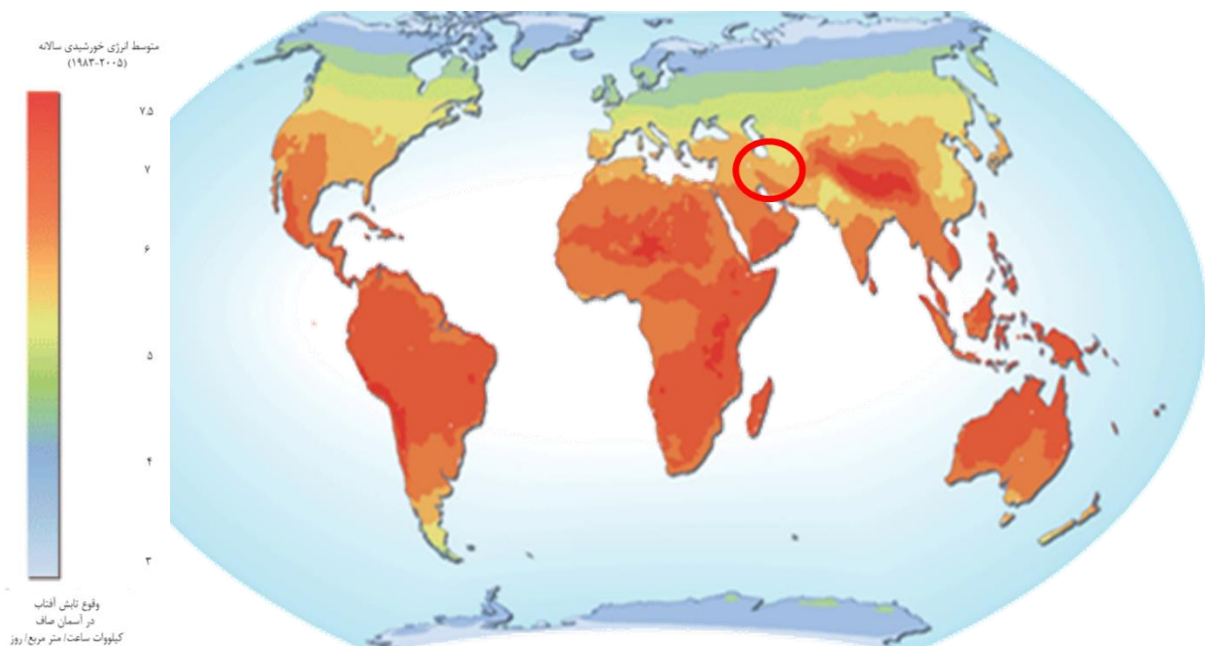 متوسط انرژی خورشیدی سالانه
(۱۹۸۳-۲۰۰۵)
۷.۵
۷
۶
۵
۴
۳
وقوع تابش آفتاب
در آسمان صاف
کیلووات ساعت/ متر مربع/ روز